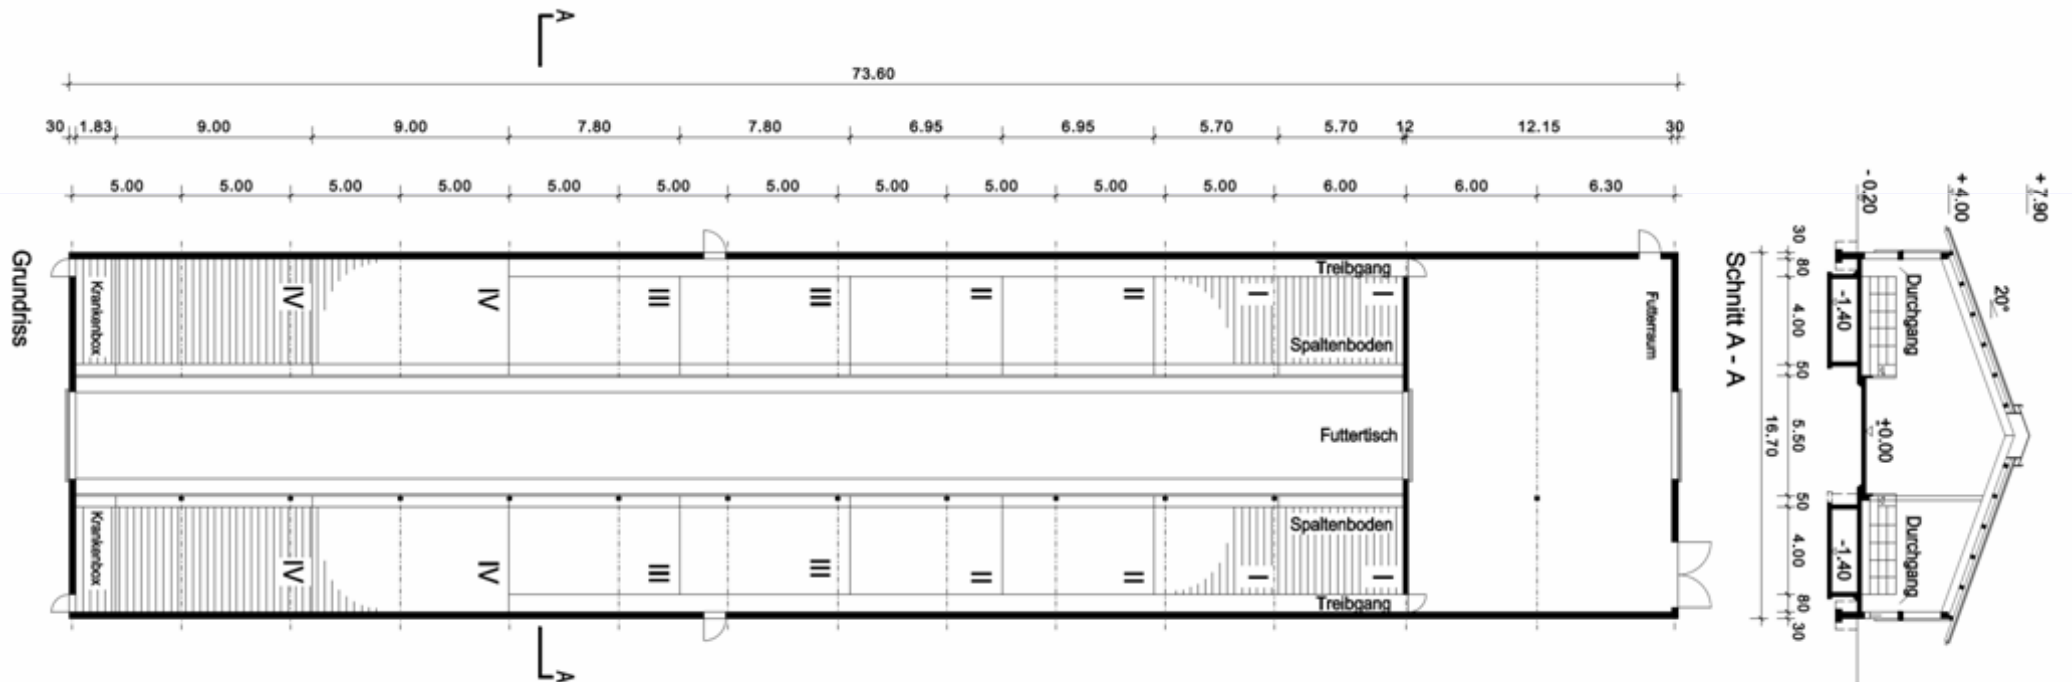 A
73.60
30 1.83 9.00 9.00 7.80 7.80 6.95 6.95 5.70 5.70 12 12.15 30
5.00 5.00 5.00 5.00 5.00 5.00 5.00 5.00 5.00 5.00 5.00 6.00 6.00 6.30
Grundriss
Krankenbox
IV IV III III II II I I
Treibgang
Spaltenboden
Futterraum
Futtertisch
Krankenbox
IV IV III III II II I I
Spaltenboden
Treibgang
A
Schnitt A - A
- 0.20
+ 4.00
+ 7.90
20°
30 80 4.00 50 5.50 50 4.00 80 30
16.70
Durchgang
-1.40
±0.00
Durchgang
-1.40